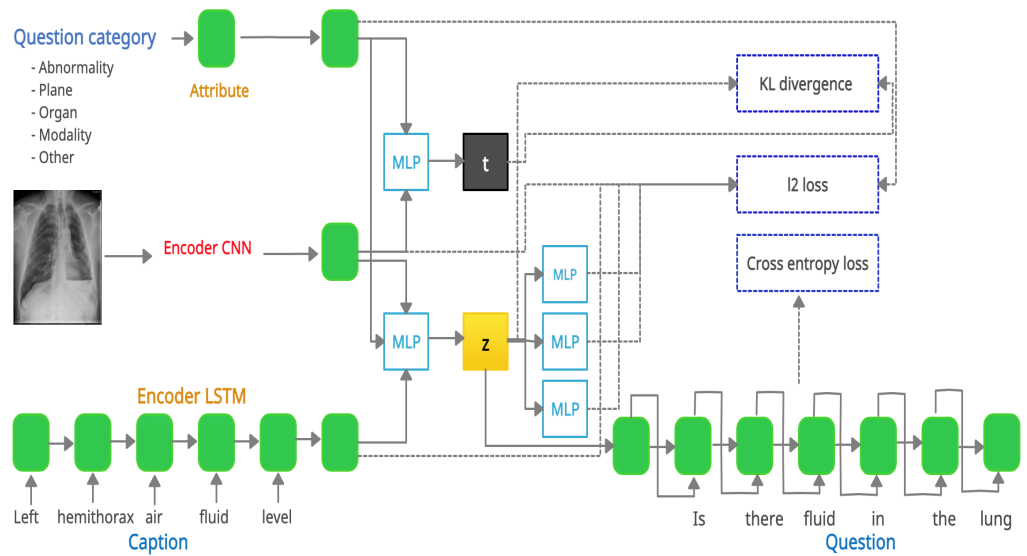 Question category
- Abnormality
- Plane
- Organ
- Modality
- Other
Attribute
MLP
t
KL divergence
l2 loss
Cross entropy loss
Encoder CNN
MLP
z
MLP
MLP
MLP
Encoder LSTM
Left hemithorax air fluid level
Caption
Is there fluid in the lung
Question